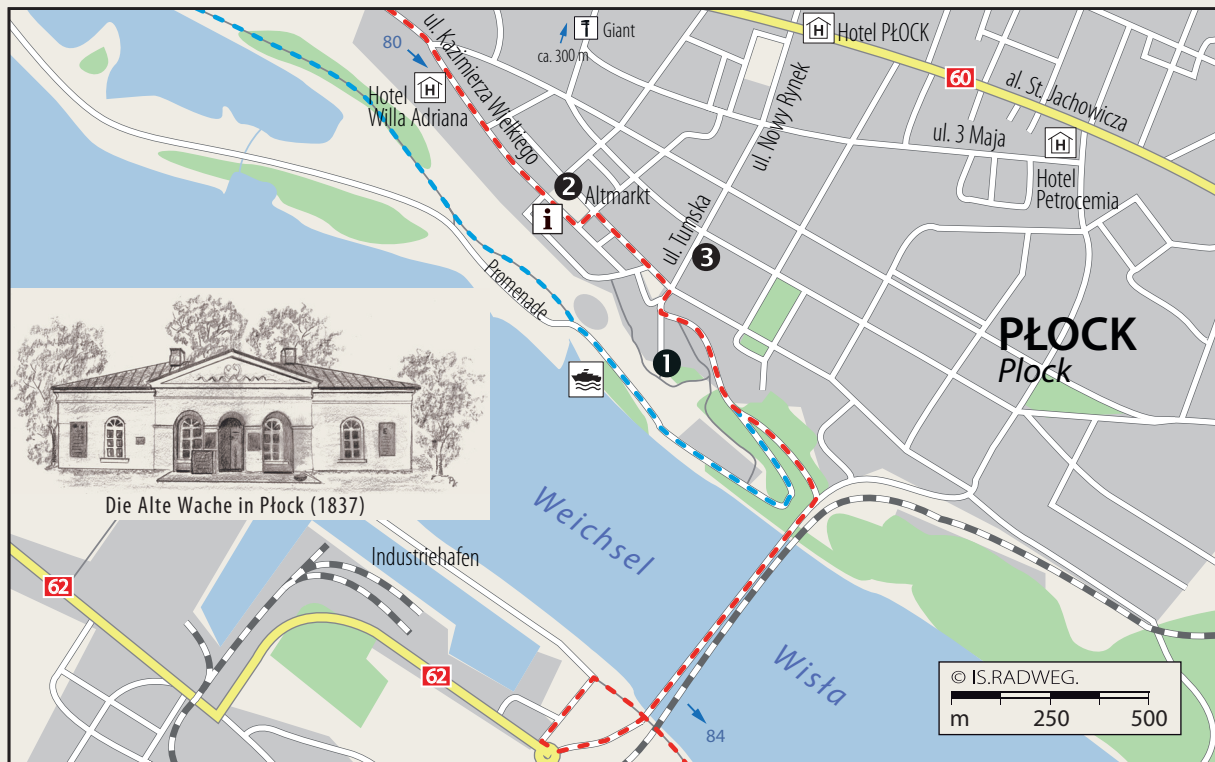 ul. Kazimierza Wielkiego
80
Giant
ca. 300 m
H
Hotel PŁOCK
60
al. St. Jachowicza
H
Hotel
Willa Adriana
ul. Nowy Rynek
ul. 3 Maja
H
Hotel
Petrocemia
2
Altmarkt
i
ul. Tumska
3
Promenade
1
PŁOCK
Plock
Die Alte Wache in Płock (1837)
Weichsel
Industriehafen
62
62
Wisła
84
© IS.RADWEG.
m 250 500